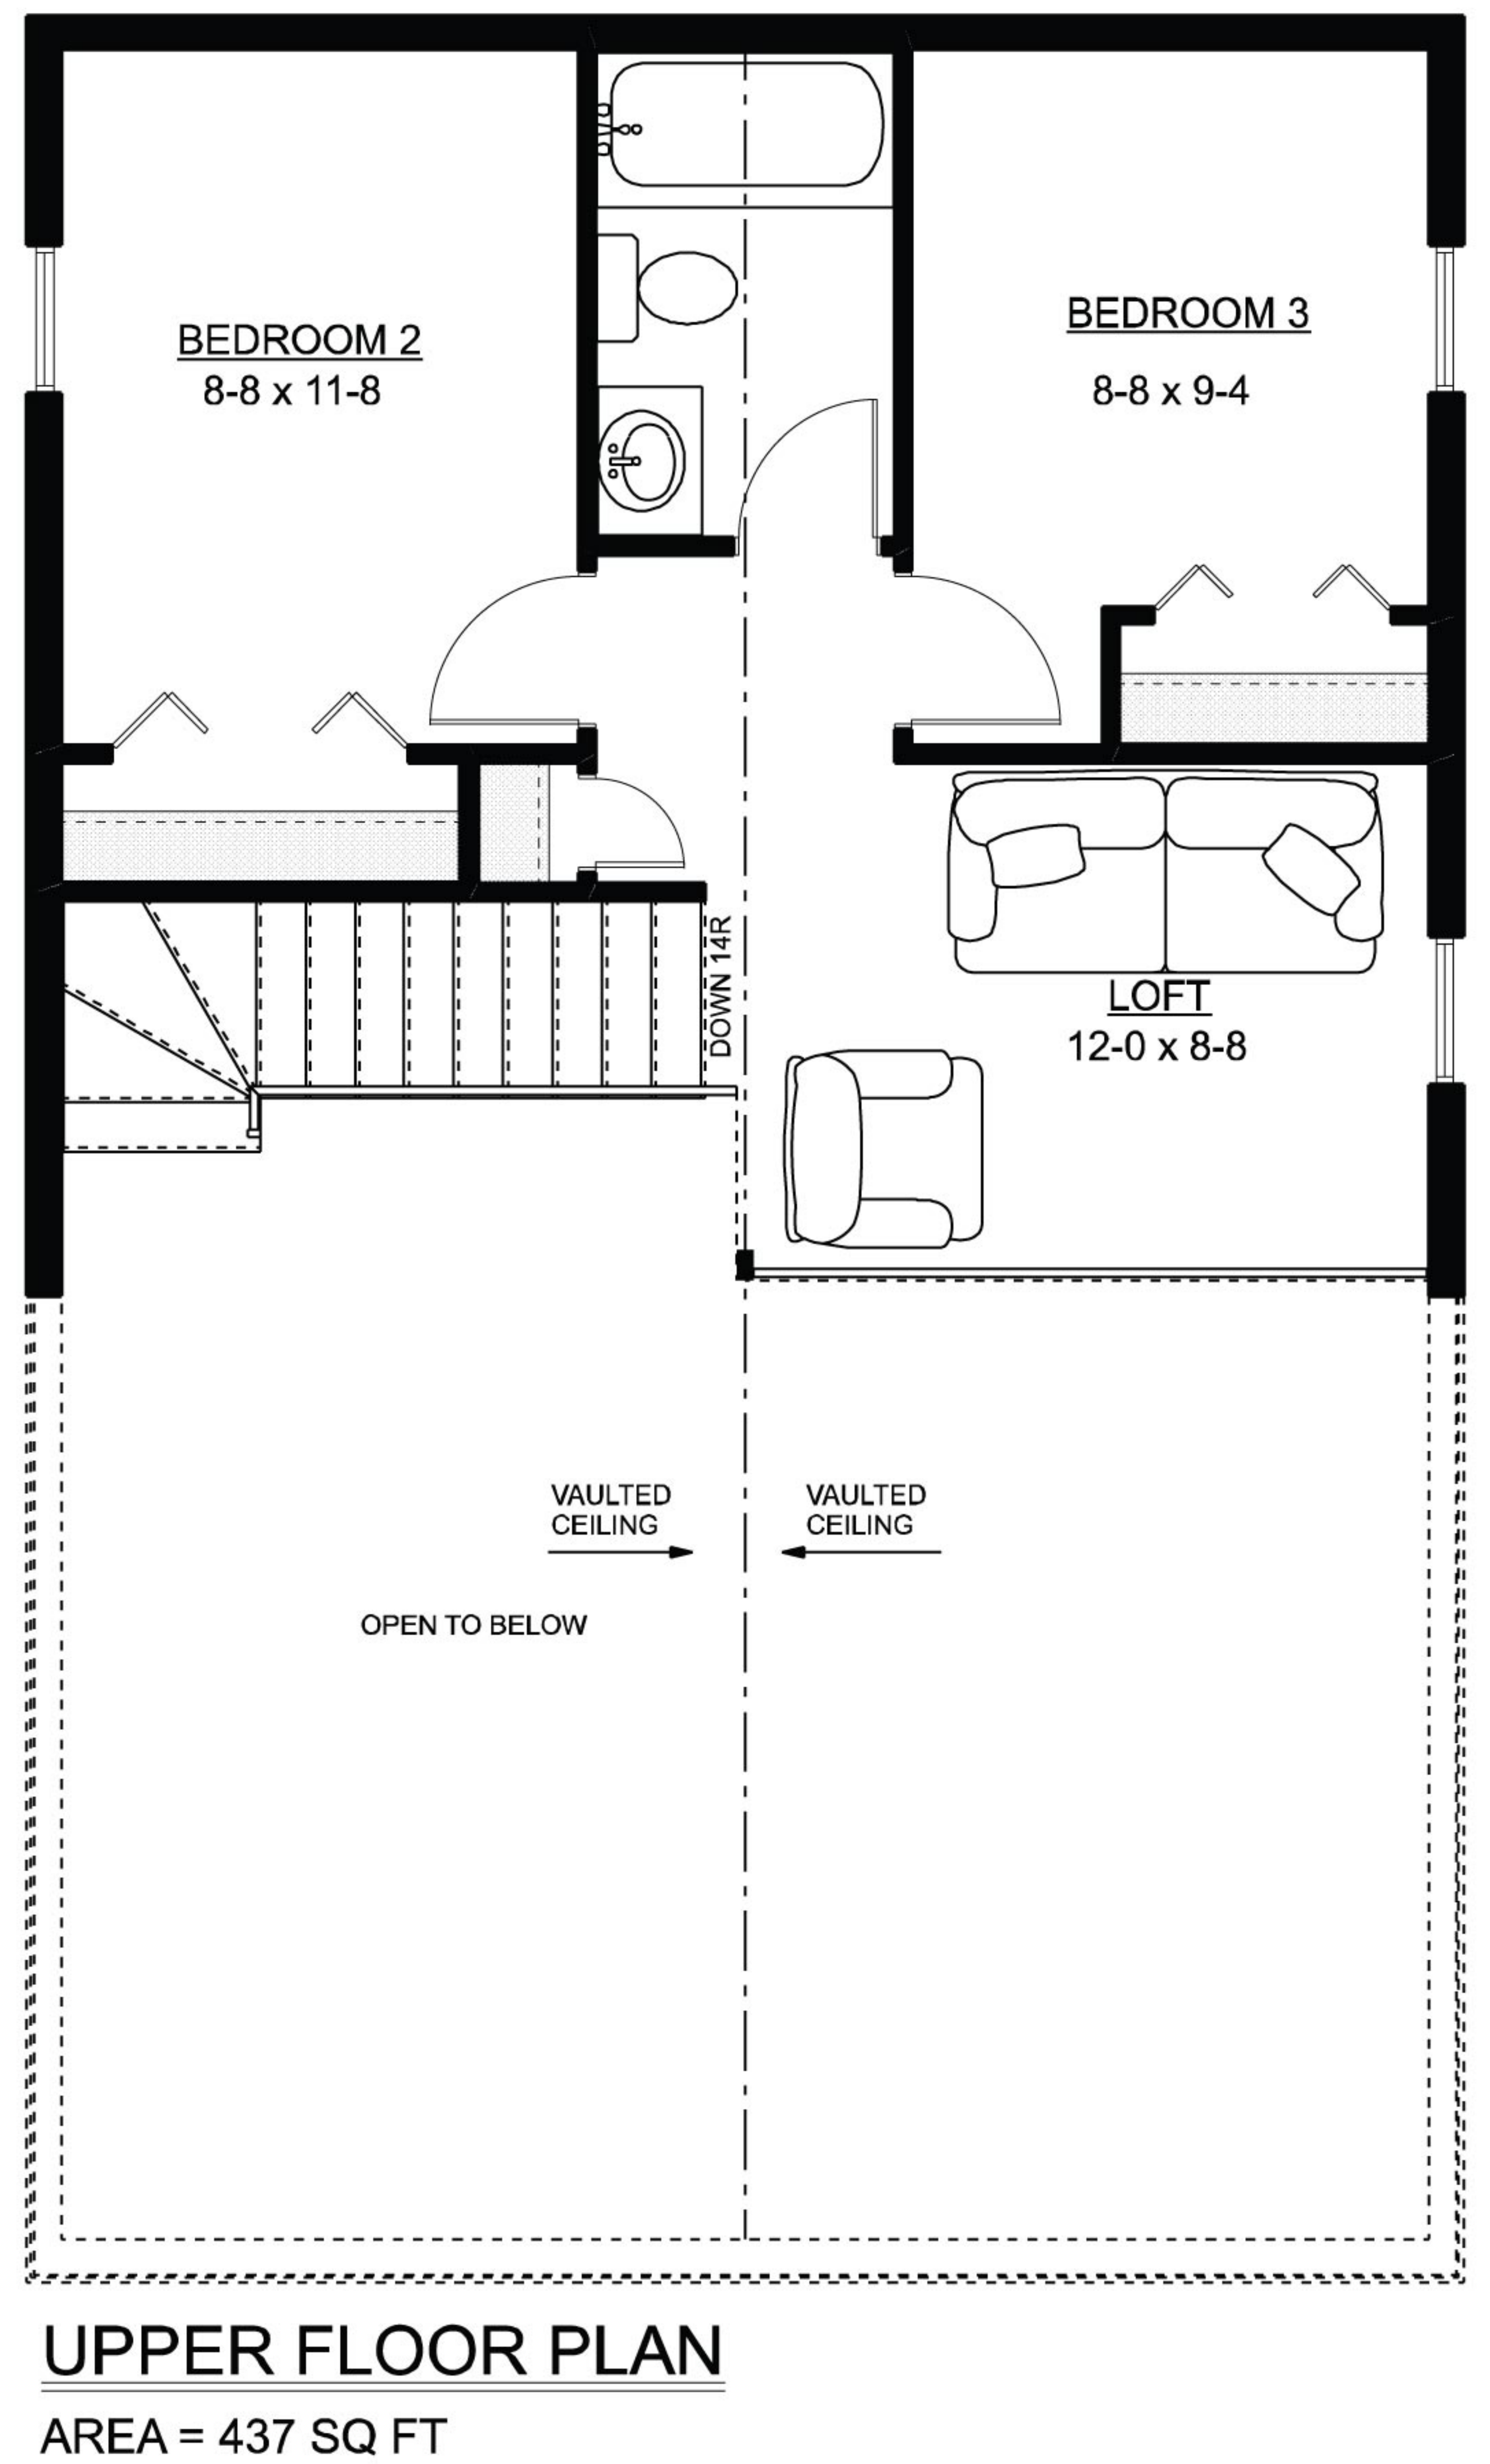 BEDROOM 2
8-8 x 11-8
BEDROOM 3
8-8 x 9-4
DOWN 14R
LOFT
12-0 x 8-8
VAULTED
CEILING
VAULTED
CEILING
OPEN TO BELOW
UPPER FLOOR PLAN
AREA = 437 SQ FT